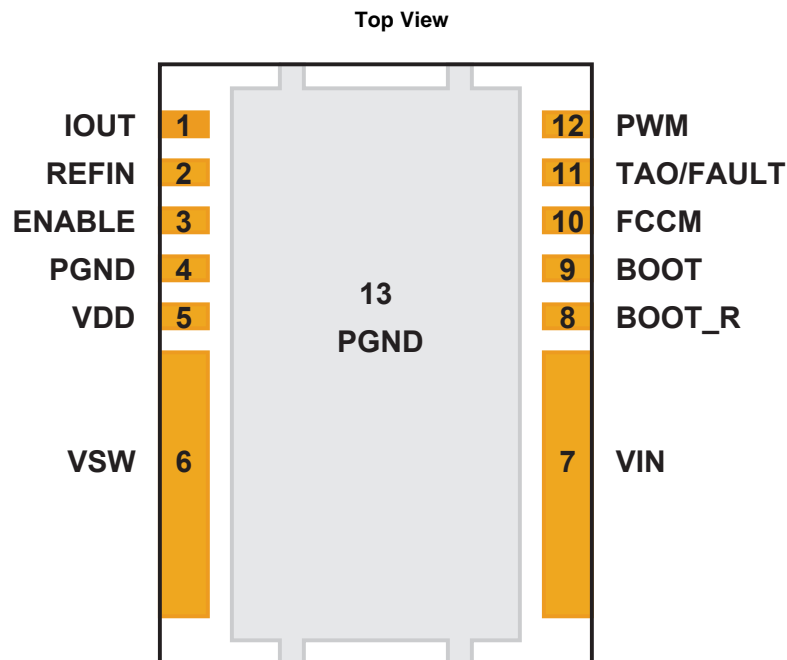 Top View
IOUT 1 12 PWM
REFIN 2 11 TAO/FAULT
ENABLE 3 10 FCCM
PGND 4 9 BOOT
VDD 5 8 BOOT_R
13
PGND
VSW 6 7 VIN